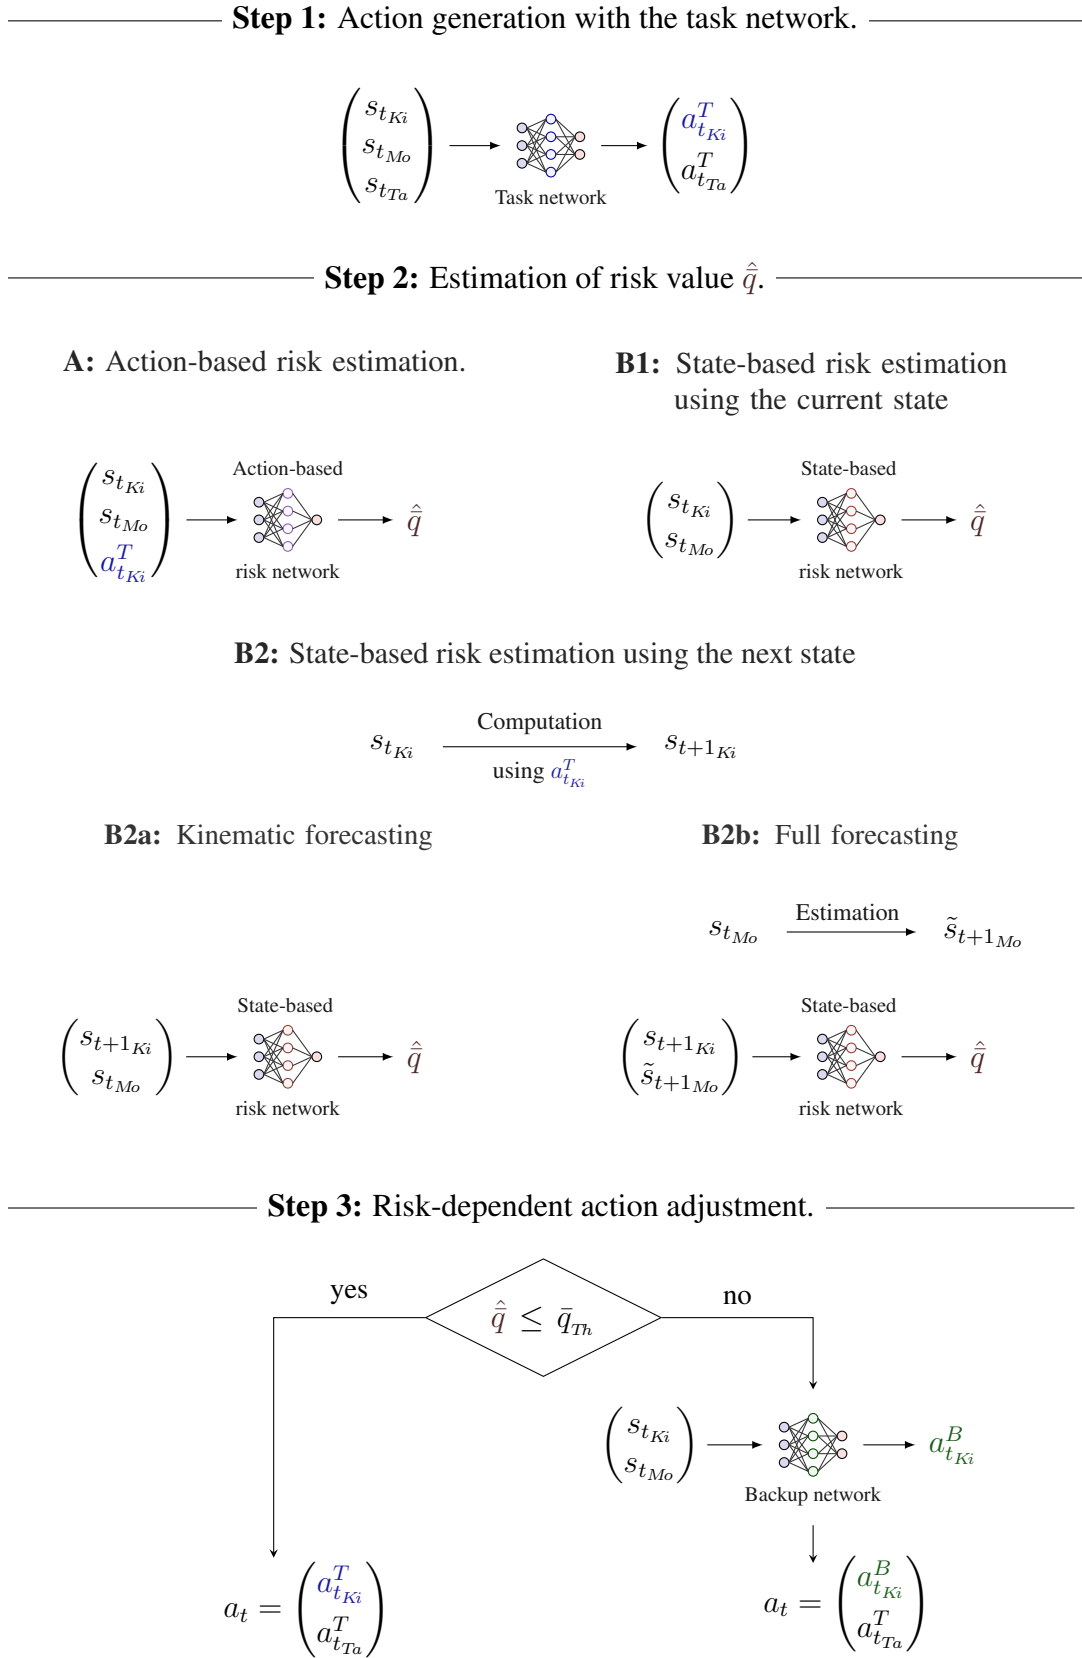 Step 1: Action generation with the task network.
s_{t_{Ki}}
s_{t_{Mo}}
s_{t_{Ta}}
Task network
a^T_{t_{Ki}}
a^T_{t_{Ta}}
Step 2: Estimation of risk value \hat{\bar{q}}.
A: Action-based risk estimation.
s_{t_{Ki}}
s_{t_{Mo}}
a^T_{t_{Ki}}
Action-based
risk network
\hat{\bar{q}}
B1: State-based risk estimation
using the current state
s_{t_{Ki}}
s_{t_{Mo}}
State-based
risk network
\hat{\bar{q}}
B2: State-based risk estimation using the next state
s_{t_{Ki}}
Computation
using a^T_{t_{Ki}}
s_{t+1_{Ki}}
B2a: Kinematic forecasting
s_{t+1_{Ki}}
s_{t_{Mo}}
State-based
risk network
\hat{\bar{q}}
B2b: Full forecasting
s_{t_{Mo}}
Estimation
\tilde{s}_{t+1_{Mo}}
s_{t+1_{Ki}}
\tilde{s}_{t+1_{Mo}}
State-based
risk network
\hat{\bar{q}}
Step 3: Risk-dependent action adjustment.
yes
\hat{\bar{q}} ≤ \bar{q}_{Th}
no
s_{t_{Ki}}
s_{t_{Mo}}
Backup network
a^B_{t_{Ki}}
a_t =
a^T_{t_{Ki}}
a^T_{t_{Ta}}
a_t =
a^B_{t_{Ki}}
a^T_{t_{Ta}}